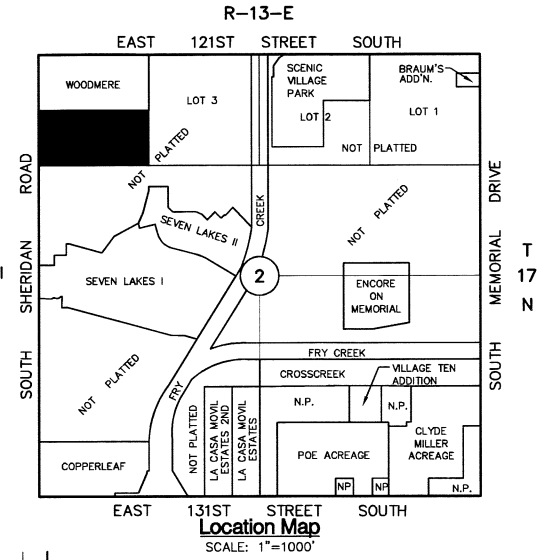 R-13-E
EAST 121ST STREET SOUTH
WOODMERE
LOT 3
SCENIC
VILLAGE
PARK
LOT 2
BRAUM'S
ADD'N.
LOT 1
NOT PLATTED
NOT PLATTED
SOUTH SHERIDAN ROAD
CREEK
NOT PLATTED
SOUTH MEMORIAL DRIVE
T
17
N
SEVEN LAKES II
SEVEN LAKES I
2
ENCORE
ON
MEMORIAL
FRY CREEK
CROSSCREEK
VILLAGE TEN
ADDITION
NOT PLATTED
FRY
N.P.
N.P.
NOT PLATTED
LA CASA MOVIL
ESTATES 2ND
LA CASA MOVIL
ESTATES
POE ACREAGE
CLYDE
MILLER
ACREAGE
COPPERLEAF
NP
NP
N.P.
EAST 131ST STREET SOUTH
Location Map
SCALE: 1"=1000'